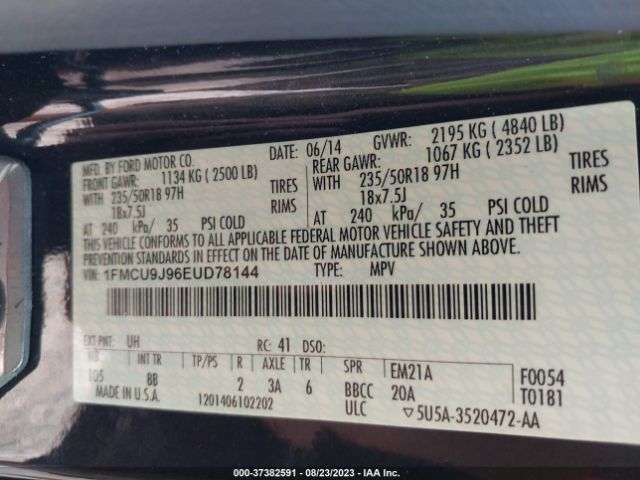 MFD. BY FORD MOTOR CO.
DATE: 06/14 GVWR: 2195 KG ( 4840 LB)
FRONT GAWR: 1134 KG ( 2500 LB) REAR GAWR: 1067 KG ( 2352 LB)
WITH 235/50R18 97H TIRES WITH 235/50R18 97H TIRES
18x7.5J RIMS 18x7.5J RIMS
AT 240 kPa/ 35 PSI COLD AT 240 kPa/ 35 PSI COLD
THIS VEHICLE CONFORMS TO ALL APPLICABLE FEDERAL MOTOR VEHICLE SAFETY AND THEFT
PREVENTION STANDARDS IN EFFECT ON THE DATE OF MANUFACTURE SHOWN ABOVE.
VIN: 1FMCU9J96EUD78144 TYPE: MPV
EXT PNT: UH RC: 41 DSO:
WB INT TR TP/PS R AXLE TR SPR EM21A F0054
105 8B 2 3A 6 BBCC 20A T0181
MADE IN U.S.A. 1201406102202 ULC 5U5A-3520472-AA
000-37382591 - 08/23/2023 - IAA Inc.